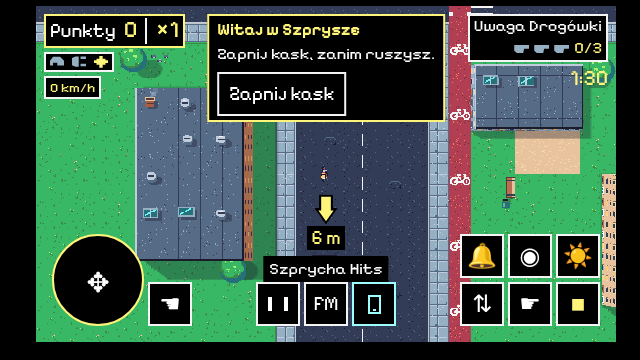 Punkty 0 ×1
0 km/h
Witaj w Szprysze
Zapnij kask, zanim ruszysz.
Zapnij kask
Uwaga Drogówki
0/3
1:30
6 m
Szprycha Hits
FM